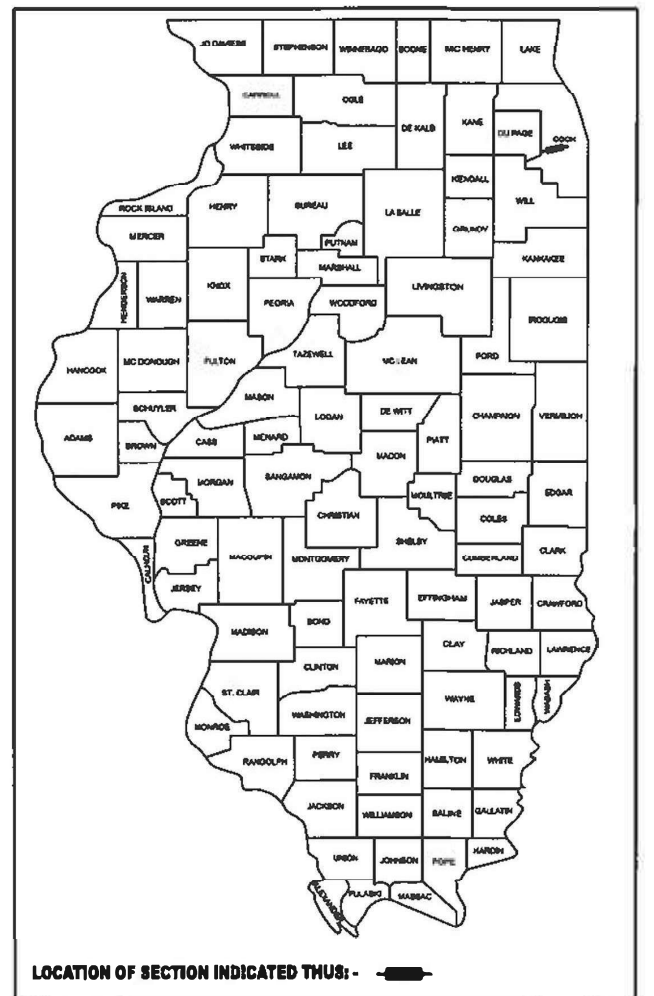 JO DAVIESS STEPHENSON WINNEBAGO BOONE MC HENRY LAKE
CARROLL OGLE DE KALB KANE DU PAGE COOK
WHITESIDE LEE
KENDALL WILL
ROCK ISLAND HENRY BUREAU LA SALLE GRUNDY
MERCER PUTNAM
STARK MARSHALL KANKAKEE
HENDERSON WARREN KNOX PEORIA WOODFORD LIVINGSTON
IROQUOIS
HANCOCK MC DONOUGH FULTON TAZEWELL MC LEAN FORD
MASON
SCHUYLER LOGAN DE WITT CHAMPAIGN VERMILION
ADAMS BROWN CASS MENARD PIATT
MACON
PIKE SCOTT MORGAN SANGAMON MOULTRIE DOUGLAS EDGAR
CHRISTIAN COLES
CALHOUN GREENE MACOUPIN MONTGOMERY SHELBY CUMBERLAND CLARK
JERSEY FAYETTE EFFINGHAM JASPER CRAWFORD
MADISON BOND
CLAY RICHLAND LAWRENCE
CLINTON MARION
ST. CLAIR WAYNE EDWARDS WABASH
MONROE WASHINGTON JEFFERSON
RANDOLPH PERRY HAMILTON WHITE
FRANKLIN
JACKSON WILLIAMSON SALINE GALLATIN
UNION JOHNSON POPE HARDIN
ALEXANDER PULASKI MASSAC
LOCATION OF SECTION INDICATED THUS: -